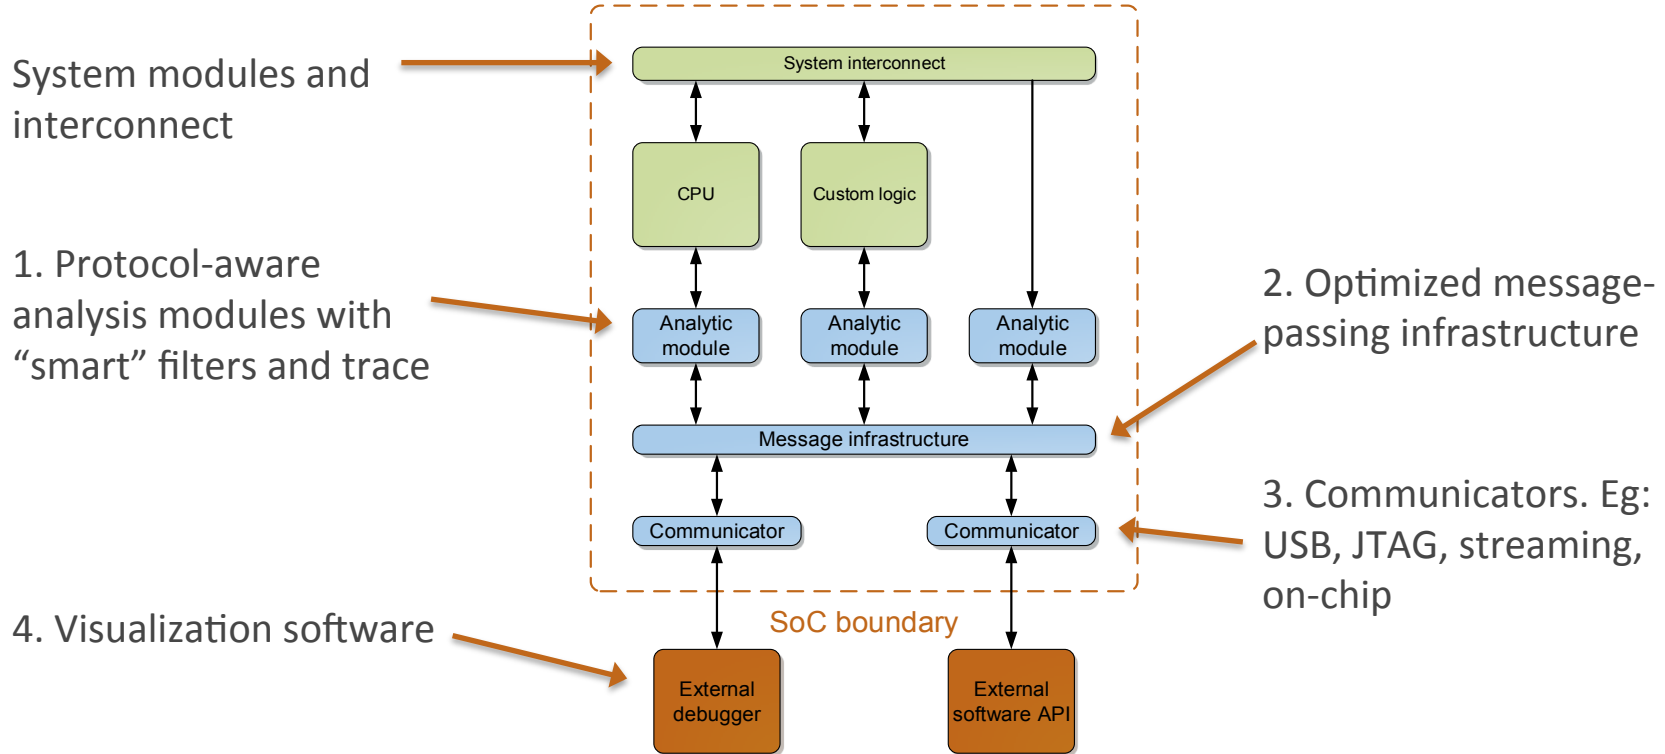 System modules and
interconnect
System interconnect
CPU
Custom logic
1. Protocol-aware
analysis modules with
“smart” filters and trace
Analytic
module
Analytic
module
Analytic
module
2. Optimized message-
passing infrastructure
Message infrastructure
Communicator
Communicator
3. Communicators. Eg:
USB, JTAG, streaming,
on-chip
SoC boundary
4. Visualization software
External
debugger
External
software API